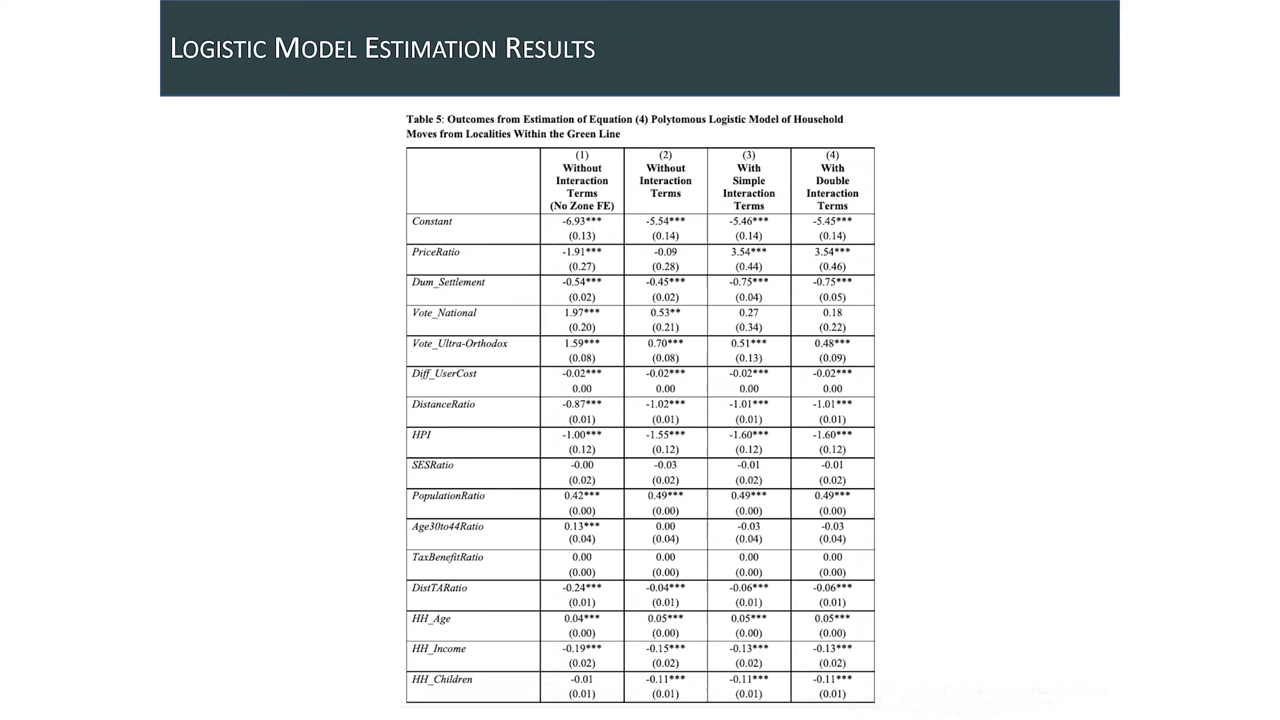 LOGISTIC MODEL ESTIMATION RESULTS
Table 5: Outcomes from Estimation of Equation (4) Polytomous Logistic Model of Household
Moves from Localities Within the Green Line
(1) (2) (3) (4)
Without Without With With
Interaction Interaction Simple Double
Terms Terms Interaction Interaction
(No Zone FE) Terms Terms
Constant -6.93*** -5.54*** -5.46*** -5.45***
(0.13) (0.14) (0.14) (0.14)
PriceRatio -1.91*** -0.09 3.54*** 3.54***
(0.27) (0.28) (0.44) (0.46)
Dum_Settlement -0.54*** -0.45*** -0.75*** -0.75***
(0.02) (0.02) (0.04) (0.05)
Vote_National 1.97*** 0.53** 0.27 0.18
(0.20) (0.21) (0.34) (0.22)
Vote_Ultra-Orthodox 1.59*** 0.70*** 0.51*** 0.48***
(0.08) (0.08) (0.13) (0.09)
Diff_UserCost -0.02*** -0.02*** -0.02*** -0.02***
0.00 0.00 0.00 0.00
DistanceRatio -0.87*** -1.02*** -1.01*** -1.01***
(0.01) (0.01) (0.01) (0.01)
HPI -1.00*** -1.55*** -1.60*** -1.60***
(0.12) (0.12) (0.12) (0.12)
SESRatio -0.00 -0.03 -0.01 -0.01
(0.02) (0.02) (0.02) (0.02)
PopulationRatio 0.42*** 0.49*** 0.49*** 0.49***
(0.00) (0.00) (0.00) (0.00)
Age30to44Ratio 0.13*** 0.00 -0.03 -0.03
(0.04) (0.04) (0.04) (0.04)
TaxBenefitRatio 0.00 0.00 0.00 0.00
(0.00) (0.00) (0.00) (0.00)
DistTARatio -0.24*** -0.04*** -0.06*** -0.06***
(0.01) (0.01) (0.01) (0.01)
HH_Age 0.04*** 0.05*** 0.05*** 0.05***
(0.00) (0.00) (0.00) (0.00)
HH_Income -0.19*** -0.15*** -0.13*** -0.13***
(0.02) (0.02) (0.02) (0.02)
HH_Children -0.01 -0.11*** -0.11*** -0.11***
(0.01) (0.01) (0.01) (0.01)